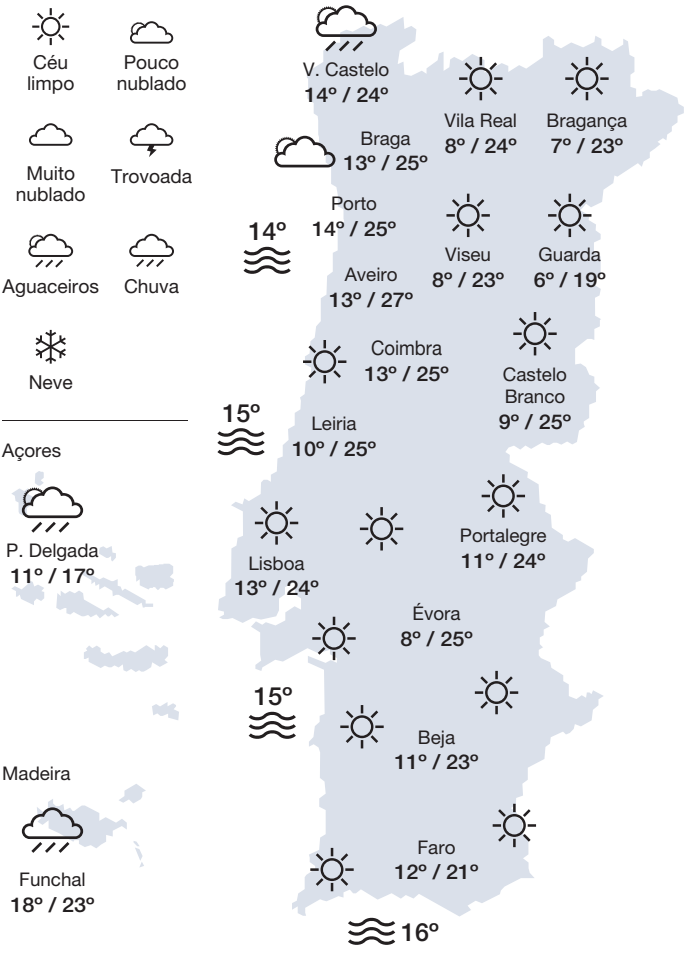 Céu
limpo
Pouco
nublado
Muito
nublado
Trovoada
Aguaceiros
Chuva
Neve
Açores
P. Delgada
11º / 17º
Madeira
Funchal
18º / 23º
V. Castelo
14º / 24º
Vila Real
8º / 24º
Bragança
7º / 23º
Braga
13º / 25º
Porto
14º / 25º
14º
Viseu
8º / 23º
Guarda
6º / 19º
Aveiro
13º / 27º
Coimbra
13º / 25º
Castelo
Branco
9º / 25º
15º
Leiria
10º / 25º
Portalegre
11º / 24º
Lisboa
13º / 24º
Évora
8º / 25º
15º
Beja
11º / 23º
Faro
12º / 21º
16º